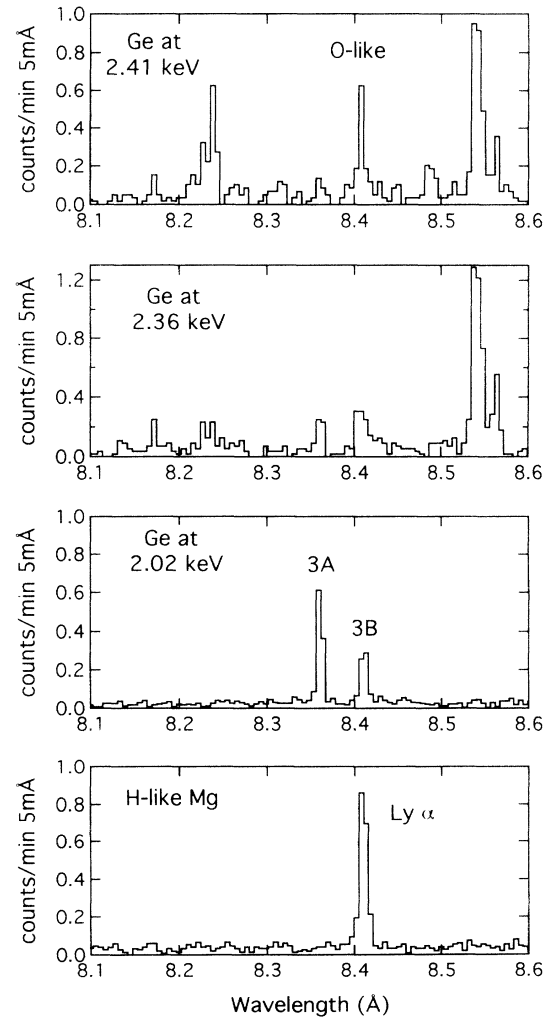 1.0
0.8
0.6
0.4
0.2
0.0
counts/min 5mA
Ge at
2.41 keV
O-like
8.1 8.2 8.3 8.4 8.5 8.6
1.2
0.8
0.4
0.0
counts/min 5mA
Ge at
2.36 keV
8.1 8.2 8.3 8.4 8.5 8.6
1.0
0.8
0.6
0.4
0.2
0.0
counts/min 5mA
Ge at
2.02 keV
3A
3B
8.1 8.2 8.3 8.4 8.5 8.6
1.0
0.8
0.6
0.4
0.2
0.0
counts/min 5mA
H-like Mg
Ly α
8.1 8.2 8.3 8.4 8.5 8.6
Wavelength (Å)